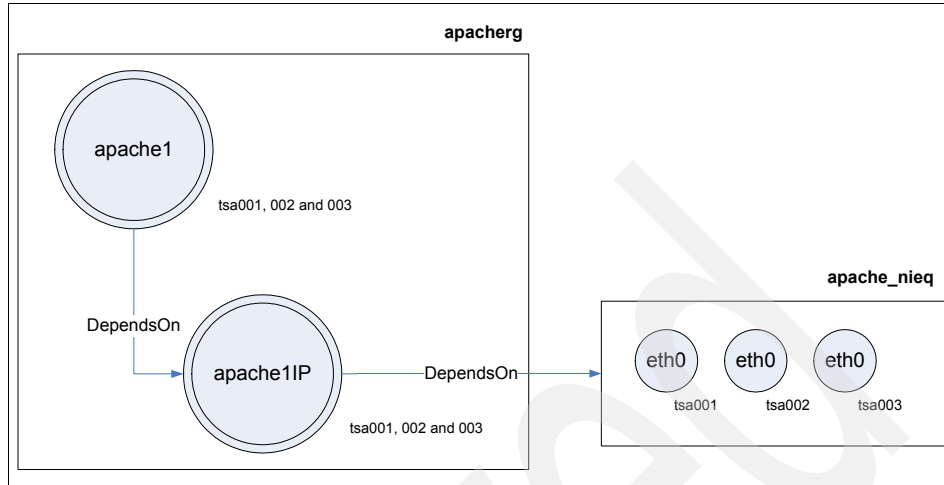 apacherg
apache1
tsa001, 002 and 003
DependsOn
apache_nieq
eth0 eth0 eth0
apache1IP
DependsOn
tsa001 tsa002 tsa003
tsa001, 002 and 003